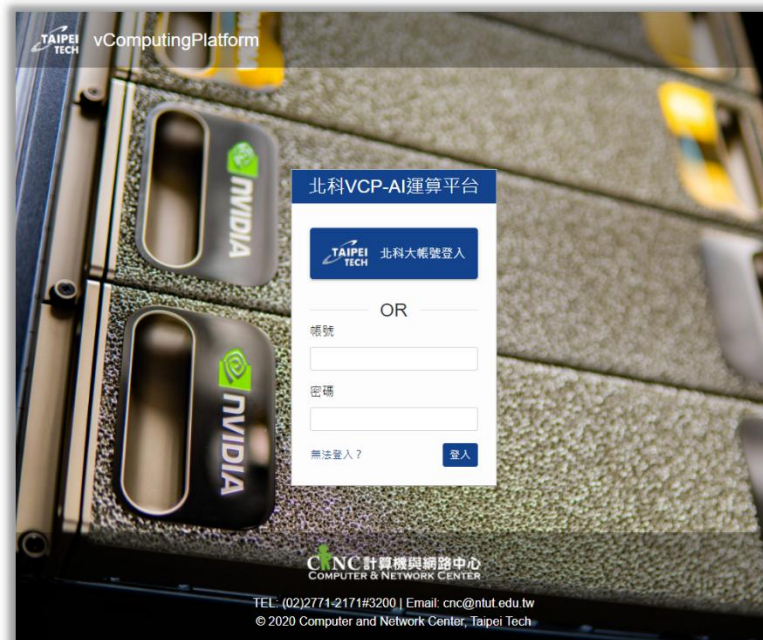 TAIPEI
TECH
vComputingPlatform
NVIDIA
NVIDIA
北科VCP-AI運算平台
TAIPEI
TECH
北科大帳號登入
OR
帳號
密碼
無法登入？
登入
CNC計算機與網路中心
COMPUTER & NETWORK CENTER
TEL: (02)2771-2171#3200 | Email: cnc@ntut.edu.tw
© 2020 Computer and Network Center, Taipei Tech